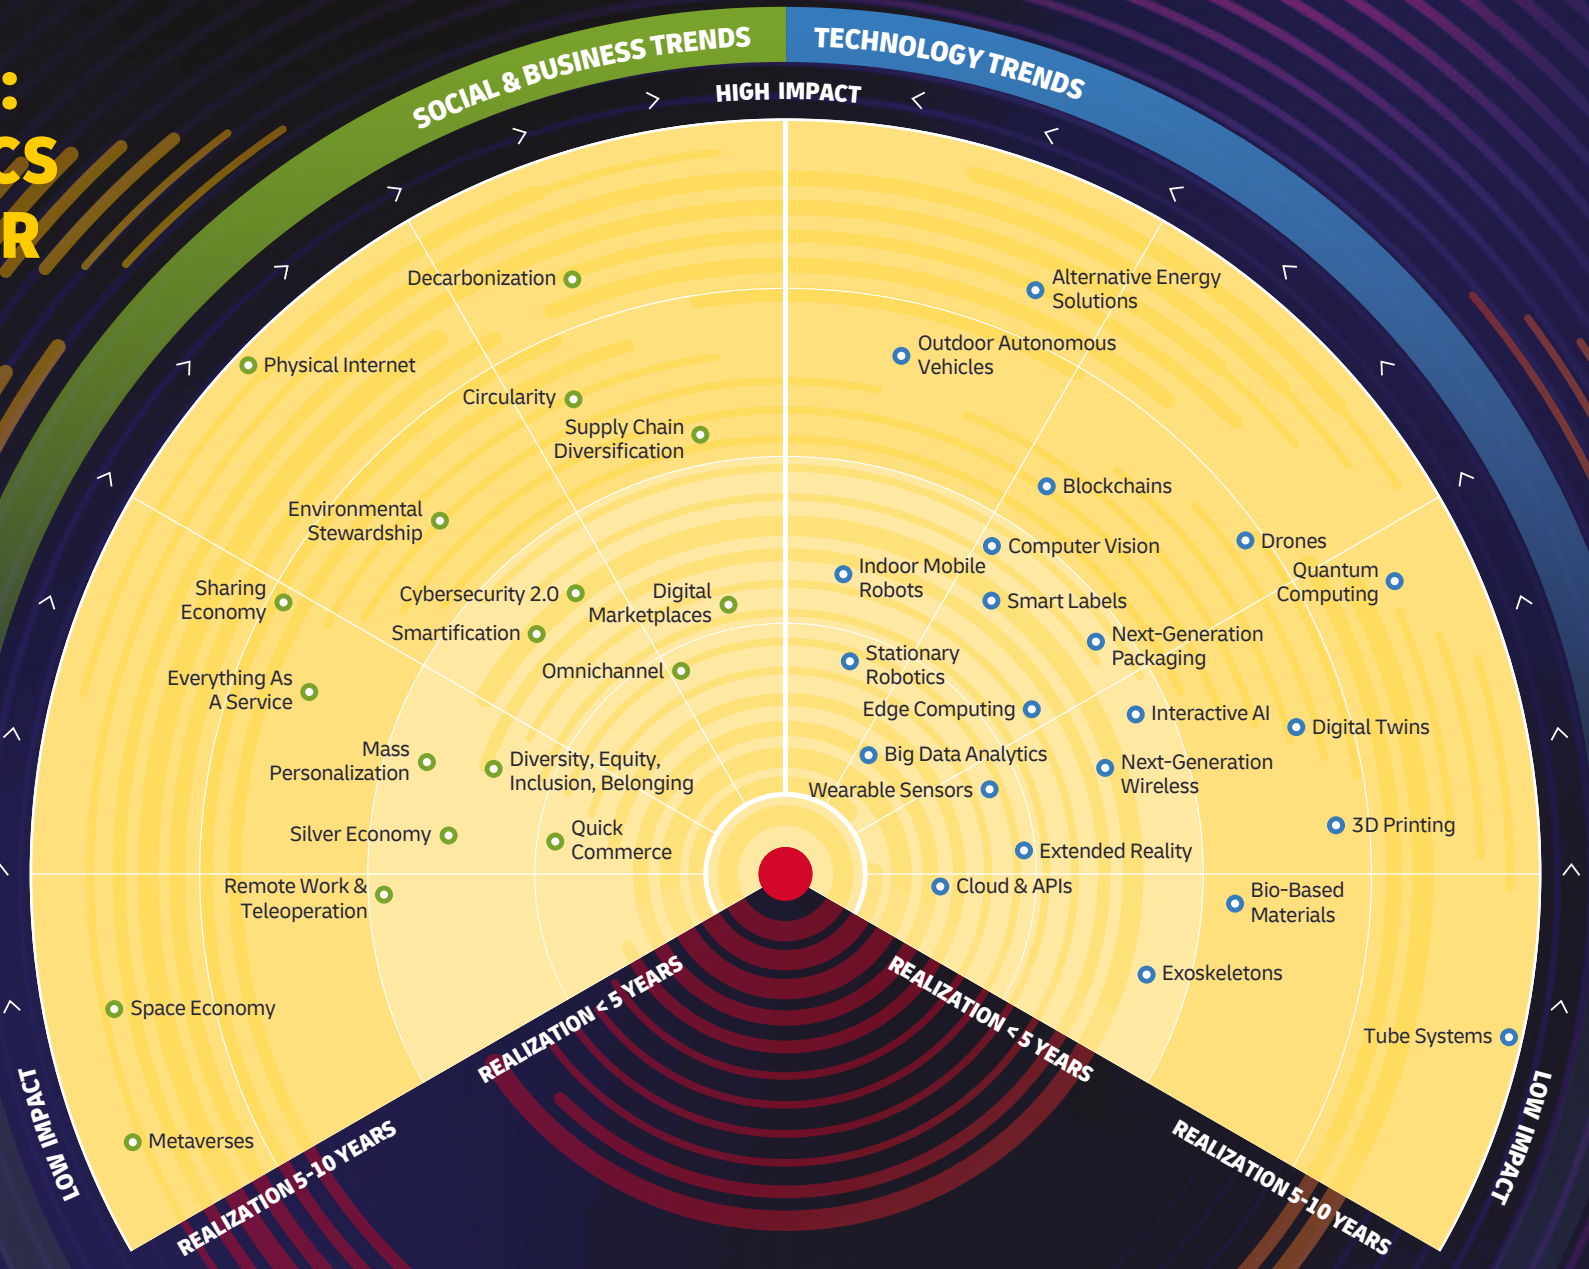 :
CS
R
SOCIAL & BUSINESS TRENDS
TECHNOLOGY TRENDS
HIGH IMPACT
Decarbonization
Physical Internet
Circularity
Supply Chain
Diversification
Environmental
Stewardship
Sharing
Economy
Cybersecurity 2.0
Digital
Marketplaces
Smartification
Omnichannel
Everything As
A Service
Mass
Personalization
Diversity, Equity,
Inclusion, Belonging
Silver Economy
Quick
Commerce
Remote Work &
Teleoperation
Space Economy
Metaverses
Alternative Energy
Solutions
Outdoor Autonomous
Vehicles
Blockchains
Computer Vision
Drones
Indoor Mobile
Robots
Quantum
Computing
Smart Labels
Next-Generation
Packaging
Stationary
Robotics
Edge Computing
Interactive AI
Digital Twins
Big Data Analytics
Next-Generation
Wireless
Wearable Sensors
3D Printing
Extended Reality
Cloud & APIs
Bio-Based
Materials
Exoskeletons
Tube Systems
REALIZATION < 5 YEARS
REALIZATION < 5 YEARS
REALIZATION 5-10 YEARS
REALIZATION 5-10 YEARS
LOW IMPACT
LOW IMPACT